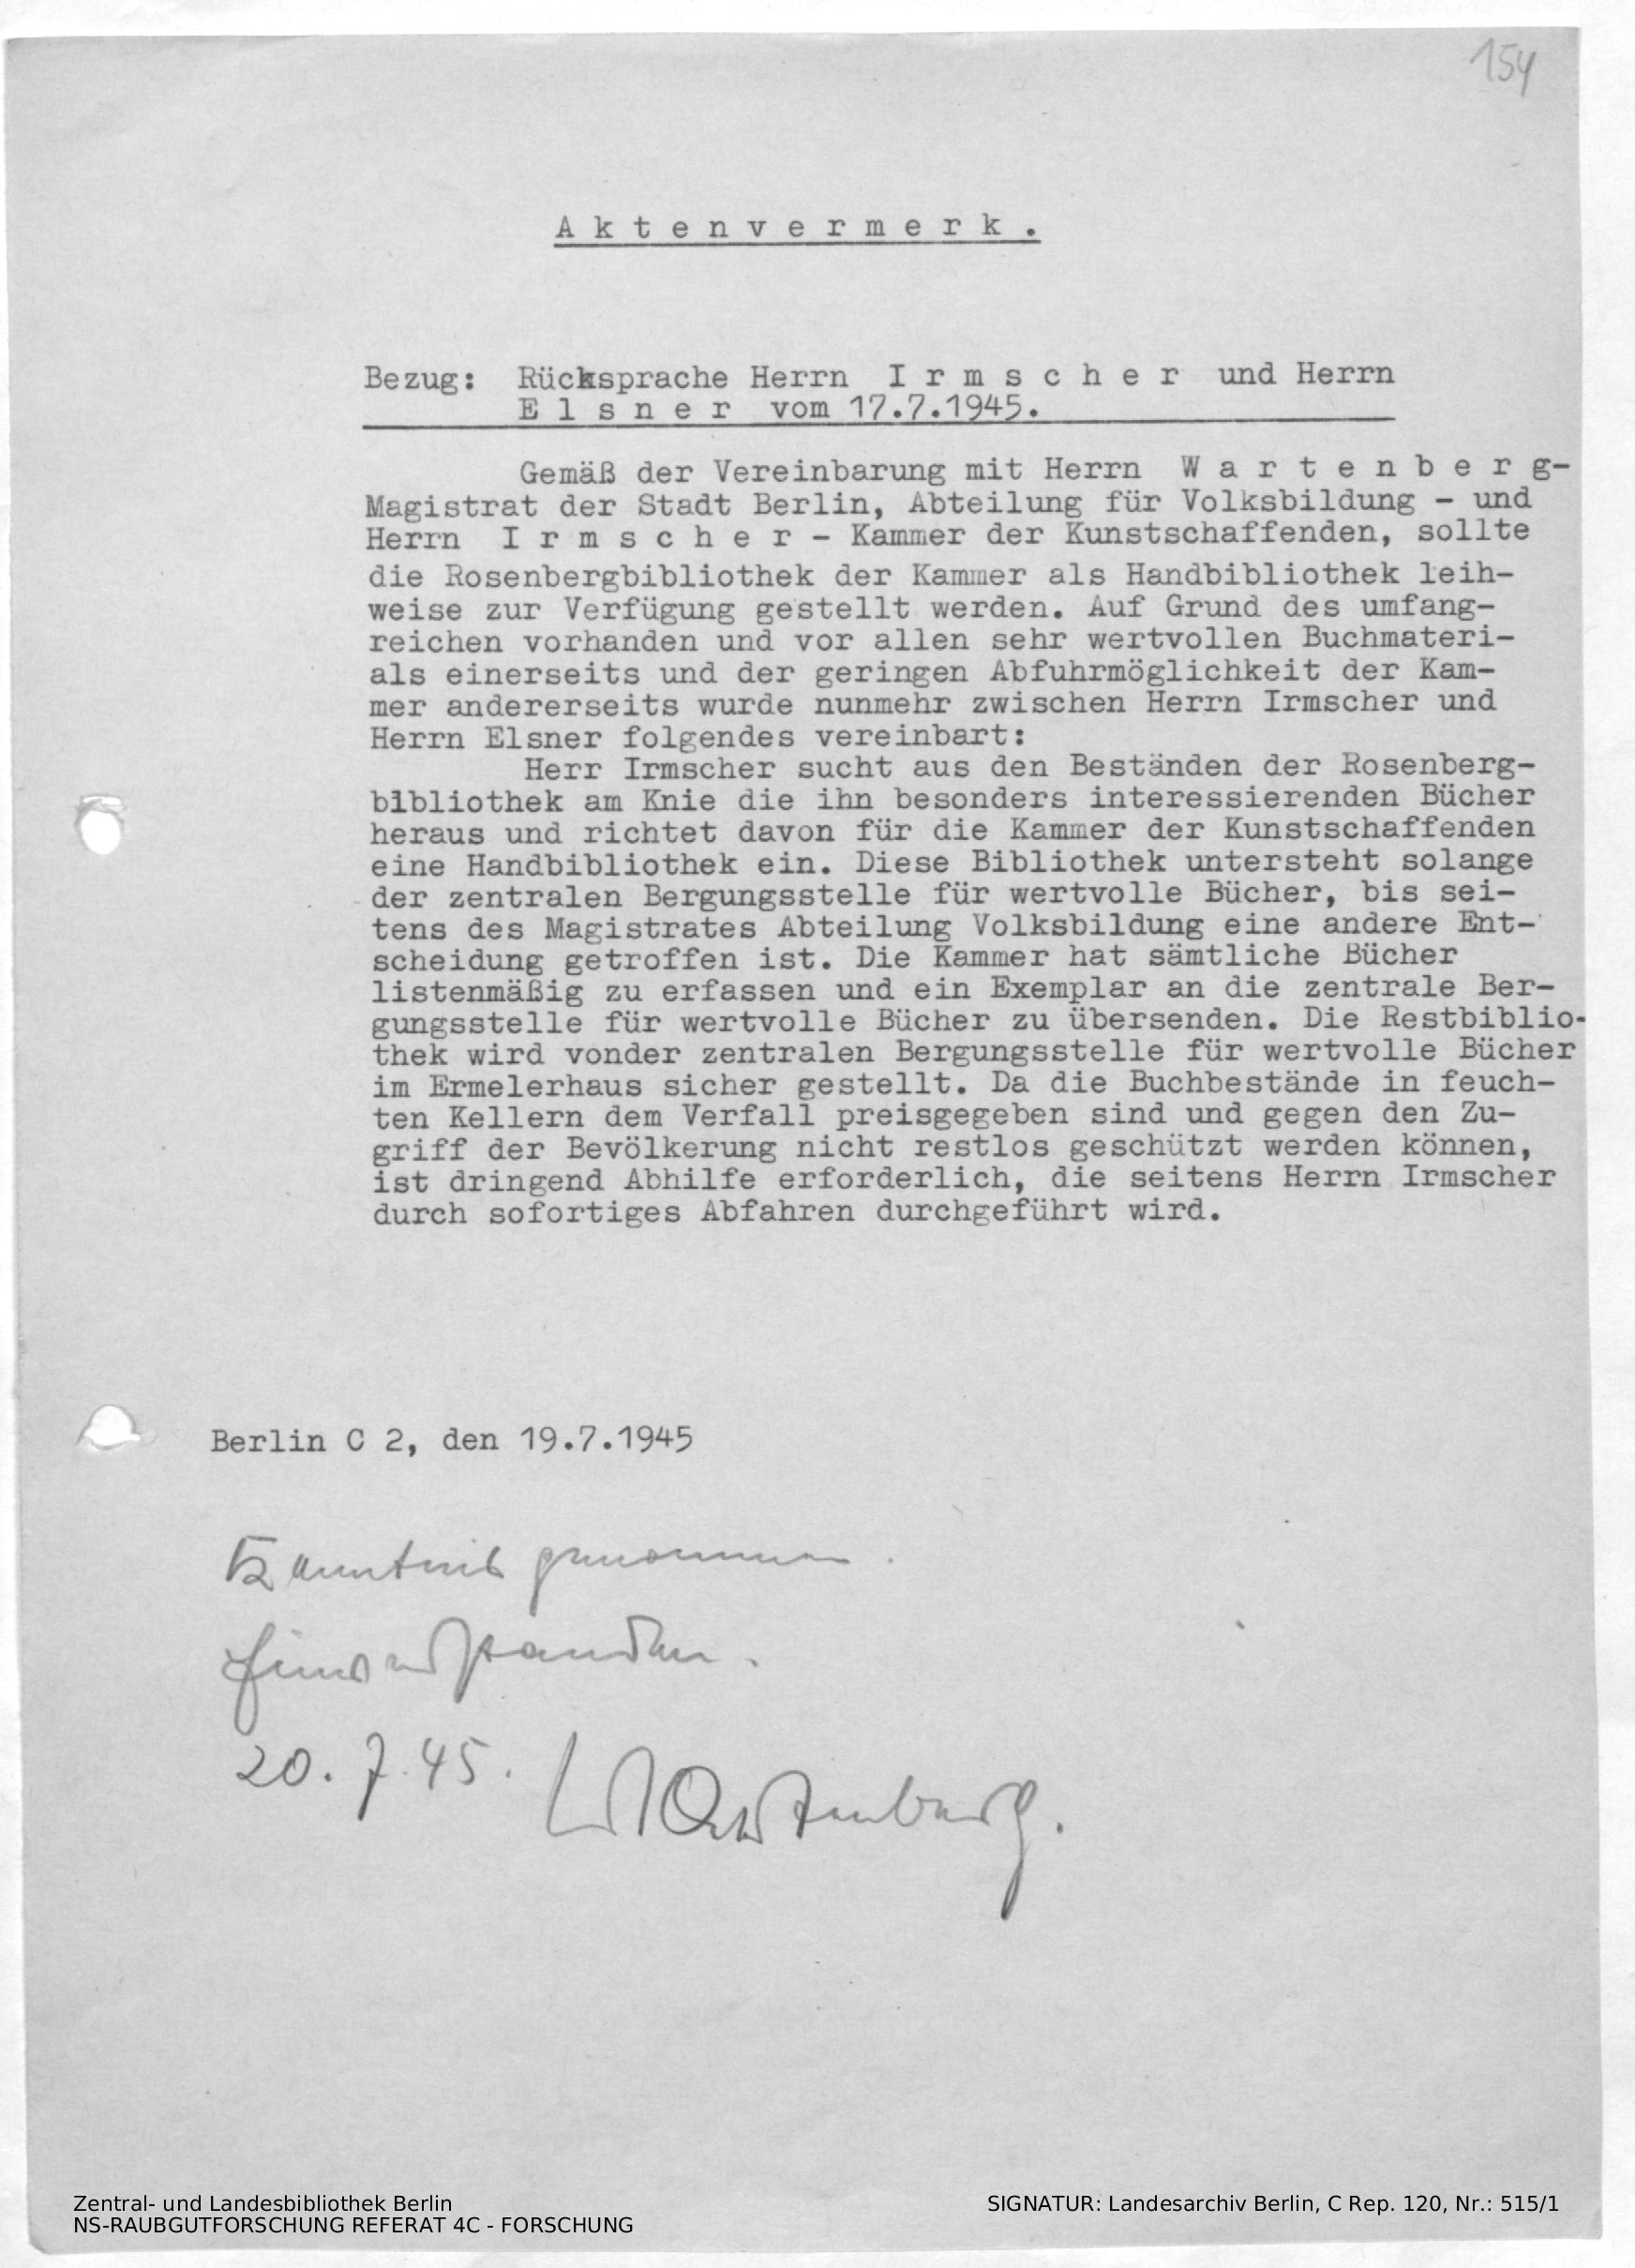 154
Aktenvermerk.
Bezug: Rücksprache Herrn Irmscher und Herrn
Elsner vom 17.7.1945.
Gemäß der Vereinbarung mit Herrn Wartenberg-
Magistrat der Stadt Berlin, Abteilung für Volksbildung - und
Herrn Irmscher - Kammer der Kunstschaffenden, sollte
die Rosenbergbibliothek der Kammer als Handbibliothek leih-
weise zur Verfügung gestellt werden. Auf Grund des umfang-
reichen vorhanden und vor allen sehr wertvollen Buchmateri-
als einerseits und der geringen Abfuhrmöglichkeit der Kam-
mer andererseits wurde nunmehr zwischen Herrn Irmscher und
Herrn Elsner folgendes vereinbart:
Herr Irmscher sucht aus den Beständen der Rosenberg-
bibliothek am Knie die ihn besonders interessierenden Bücher
heraus und richtet davon für die Kammer der Kunstschaffenden
eine Handbibliothek ein. Diese Bibliothek untersteht solange
der zentralen Bergungsstelle für wertvolle Bücher, bis sei-
tens des Magistrates Abteilung Volksbildung eine andere Ent-
scheidung getroffen ist. Die Kammer hat sämtliche Bücher
listenmäßig zu erfassen und ein Exemplar an die zentrale Ber-
gungsstelle für wertvolle Bücher zu übersenden. Die Restbiblio-
thek wird vonder zentralen Bergungsstelle für wertvolle Bücher
im Ermelerhaus sicher gestellt. Da die Buchbestände in feuch-
ten Kellern dem Verfall preisgegeben sind und gegen den Zu-
griff der Bevölkerung nicht restlos geschützt werden können,
ist dringend Abhilfe erforderlich, die seitens Herrn Irmscher
durch sofortiges Abfahren durchgeführt wird.
Berlin C 2, den 19.7.1945
Kenntnis genommen.
Einverstanden.
20.7.45. Wartenberg.
Zentral- und Landesbibliothek Berlin
NS-RAUBGUTFORSCHUNG REFERAT 4C - FORSCHUNG
SIGNATUR: Landesarchiv Berlin, C Rep. 120, Nr.: 515/1